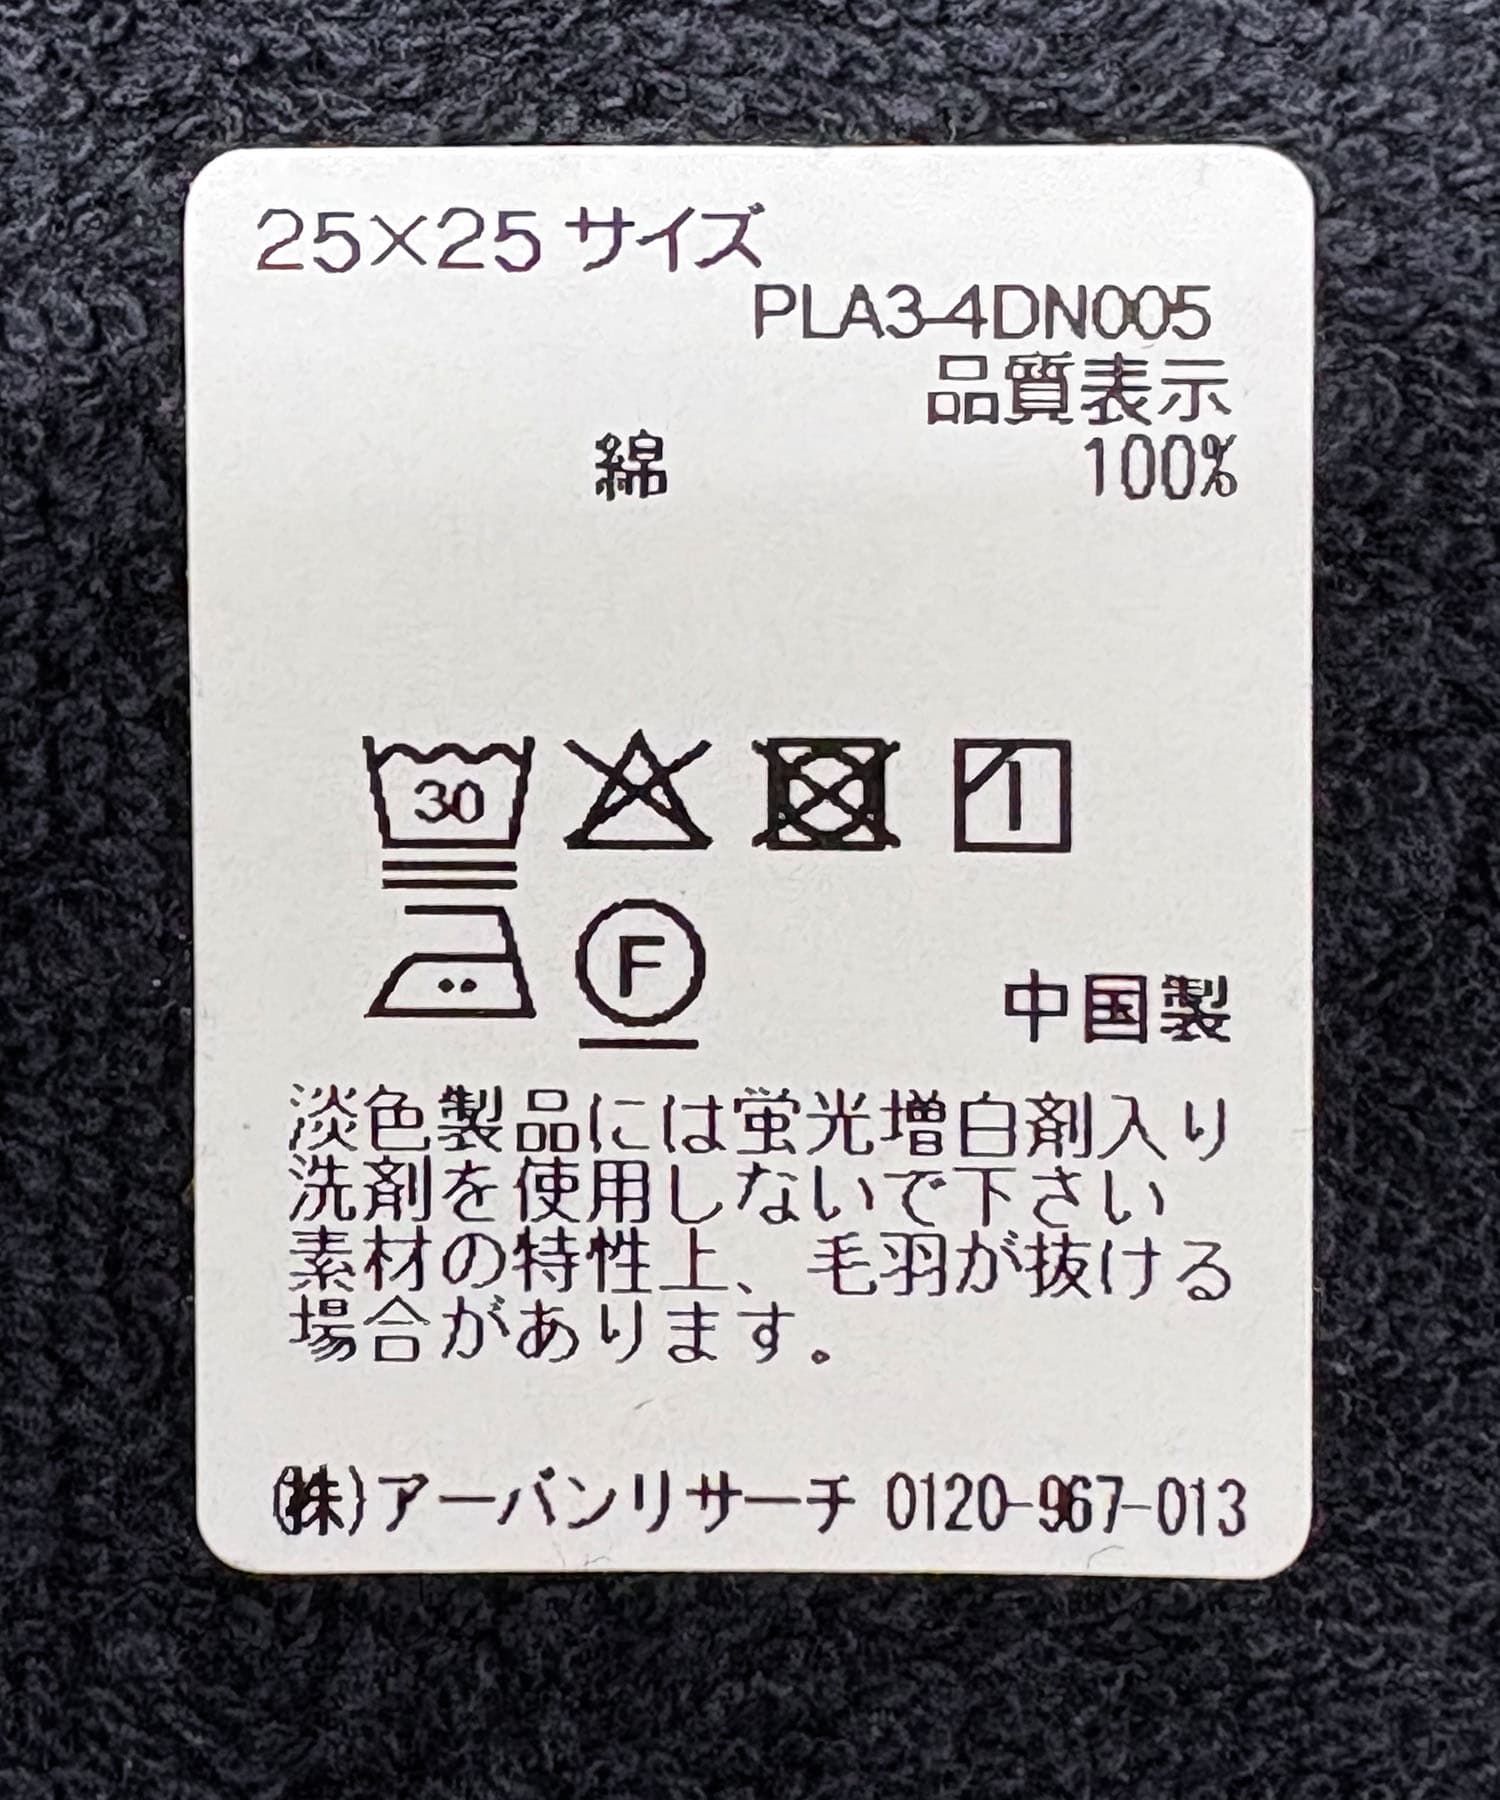 25×25 サイズ
PLA3-4DN005
品質表示
綿 100%
30
F
中国製
淡色製品には蛍光増白剤入り
洗剤を使用しないで下さい
素材の特性上、毛羽が抜ける
場合があります。
(株)アーバンリサーチ 0120-967-013